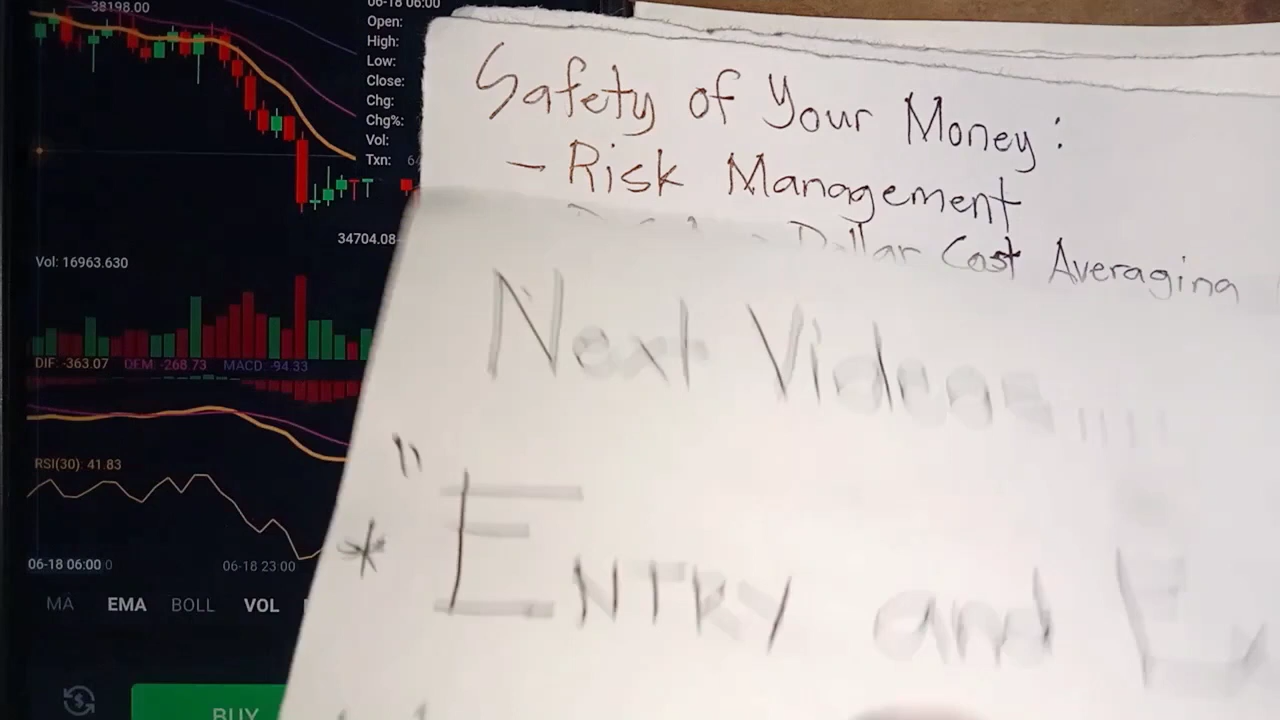 38198.00
06-18 06:00
Open:
High:
Low:
Close:
Chg:
Chg%:
Vol:
Txn:
34704.08
Vol: 16963.630
DIF: -363.07 DEM: -268.73 MACD: -94.33
RSI(30): 41.83
06-18 06:00
06-18 23:00
MA EMA BOLL VOL
BUY
Safety of Your Money:
- Risk Management
Dollar Cost Averaging
Next Videos....
"
* ENTRY and